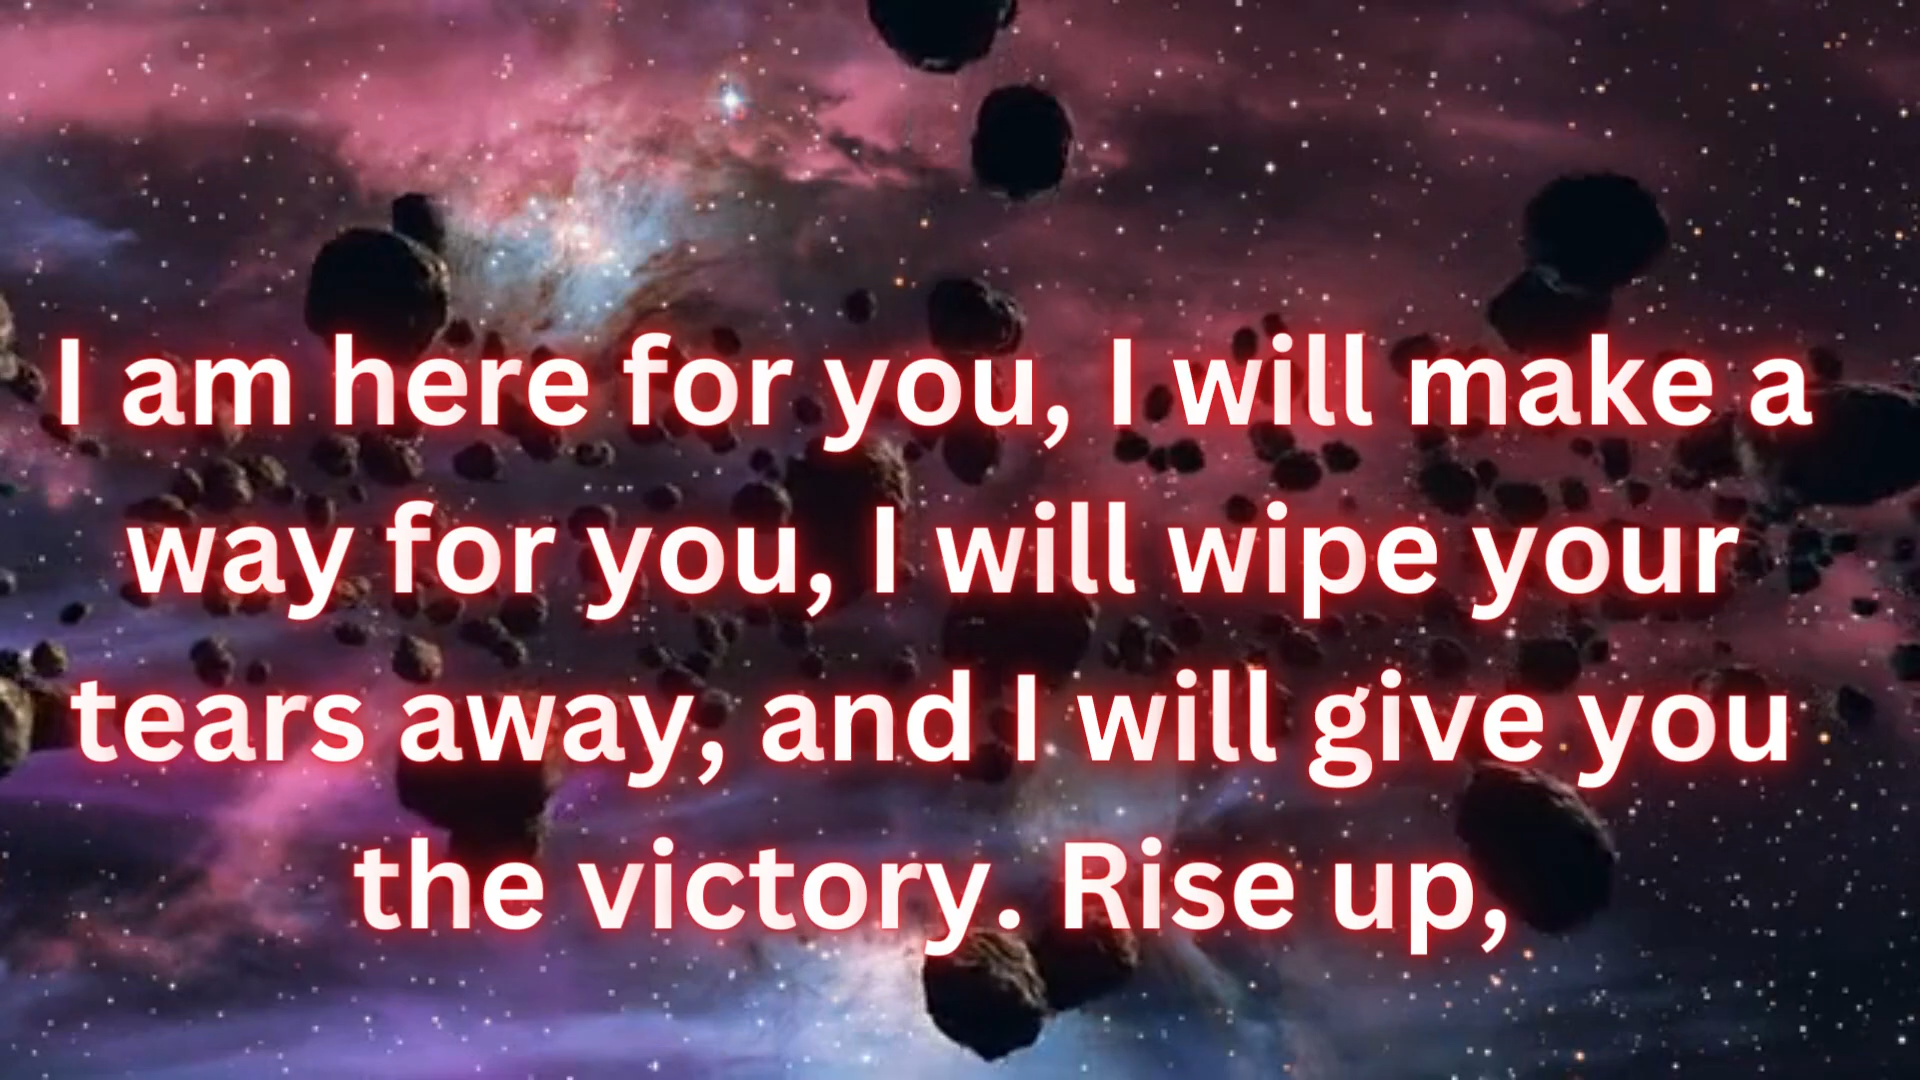 I am here for you, I will make a
way for you, I will wipe your
tears away, and I will give you
the victory. Rise up,